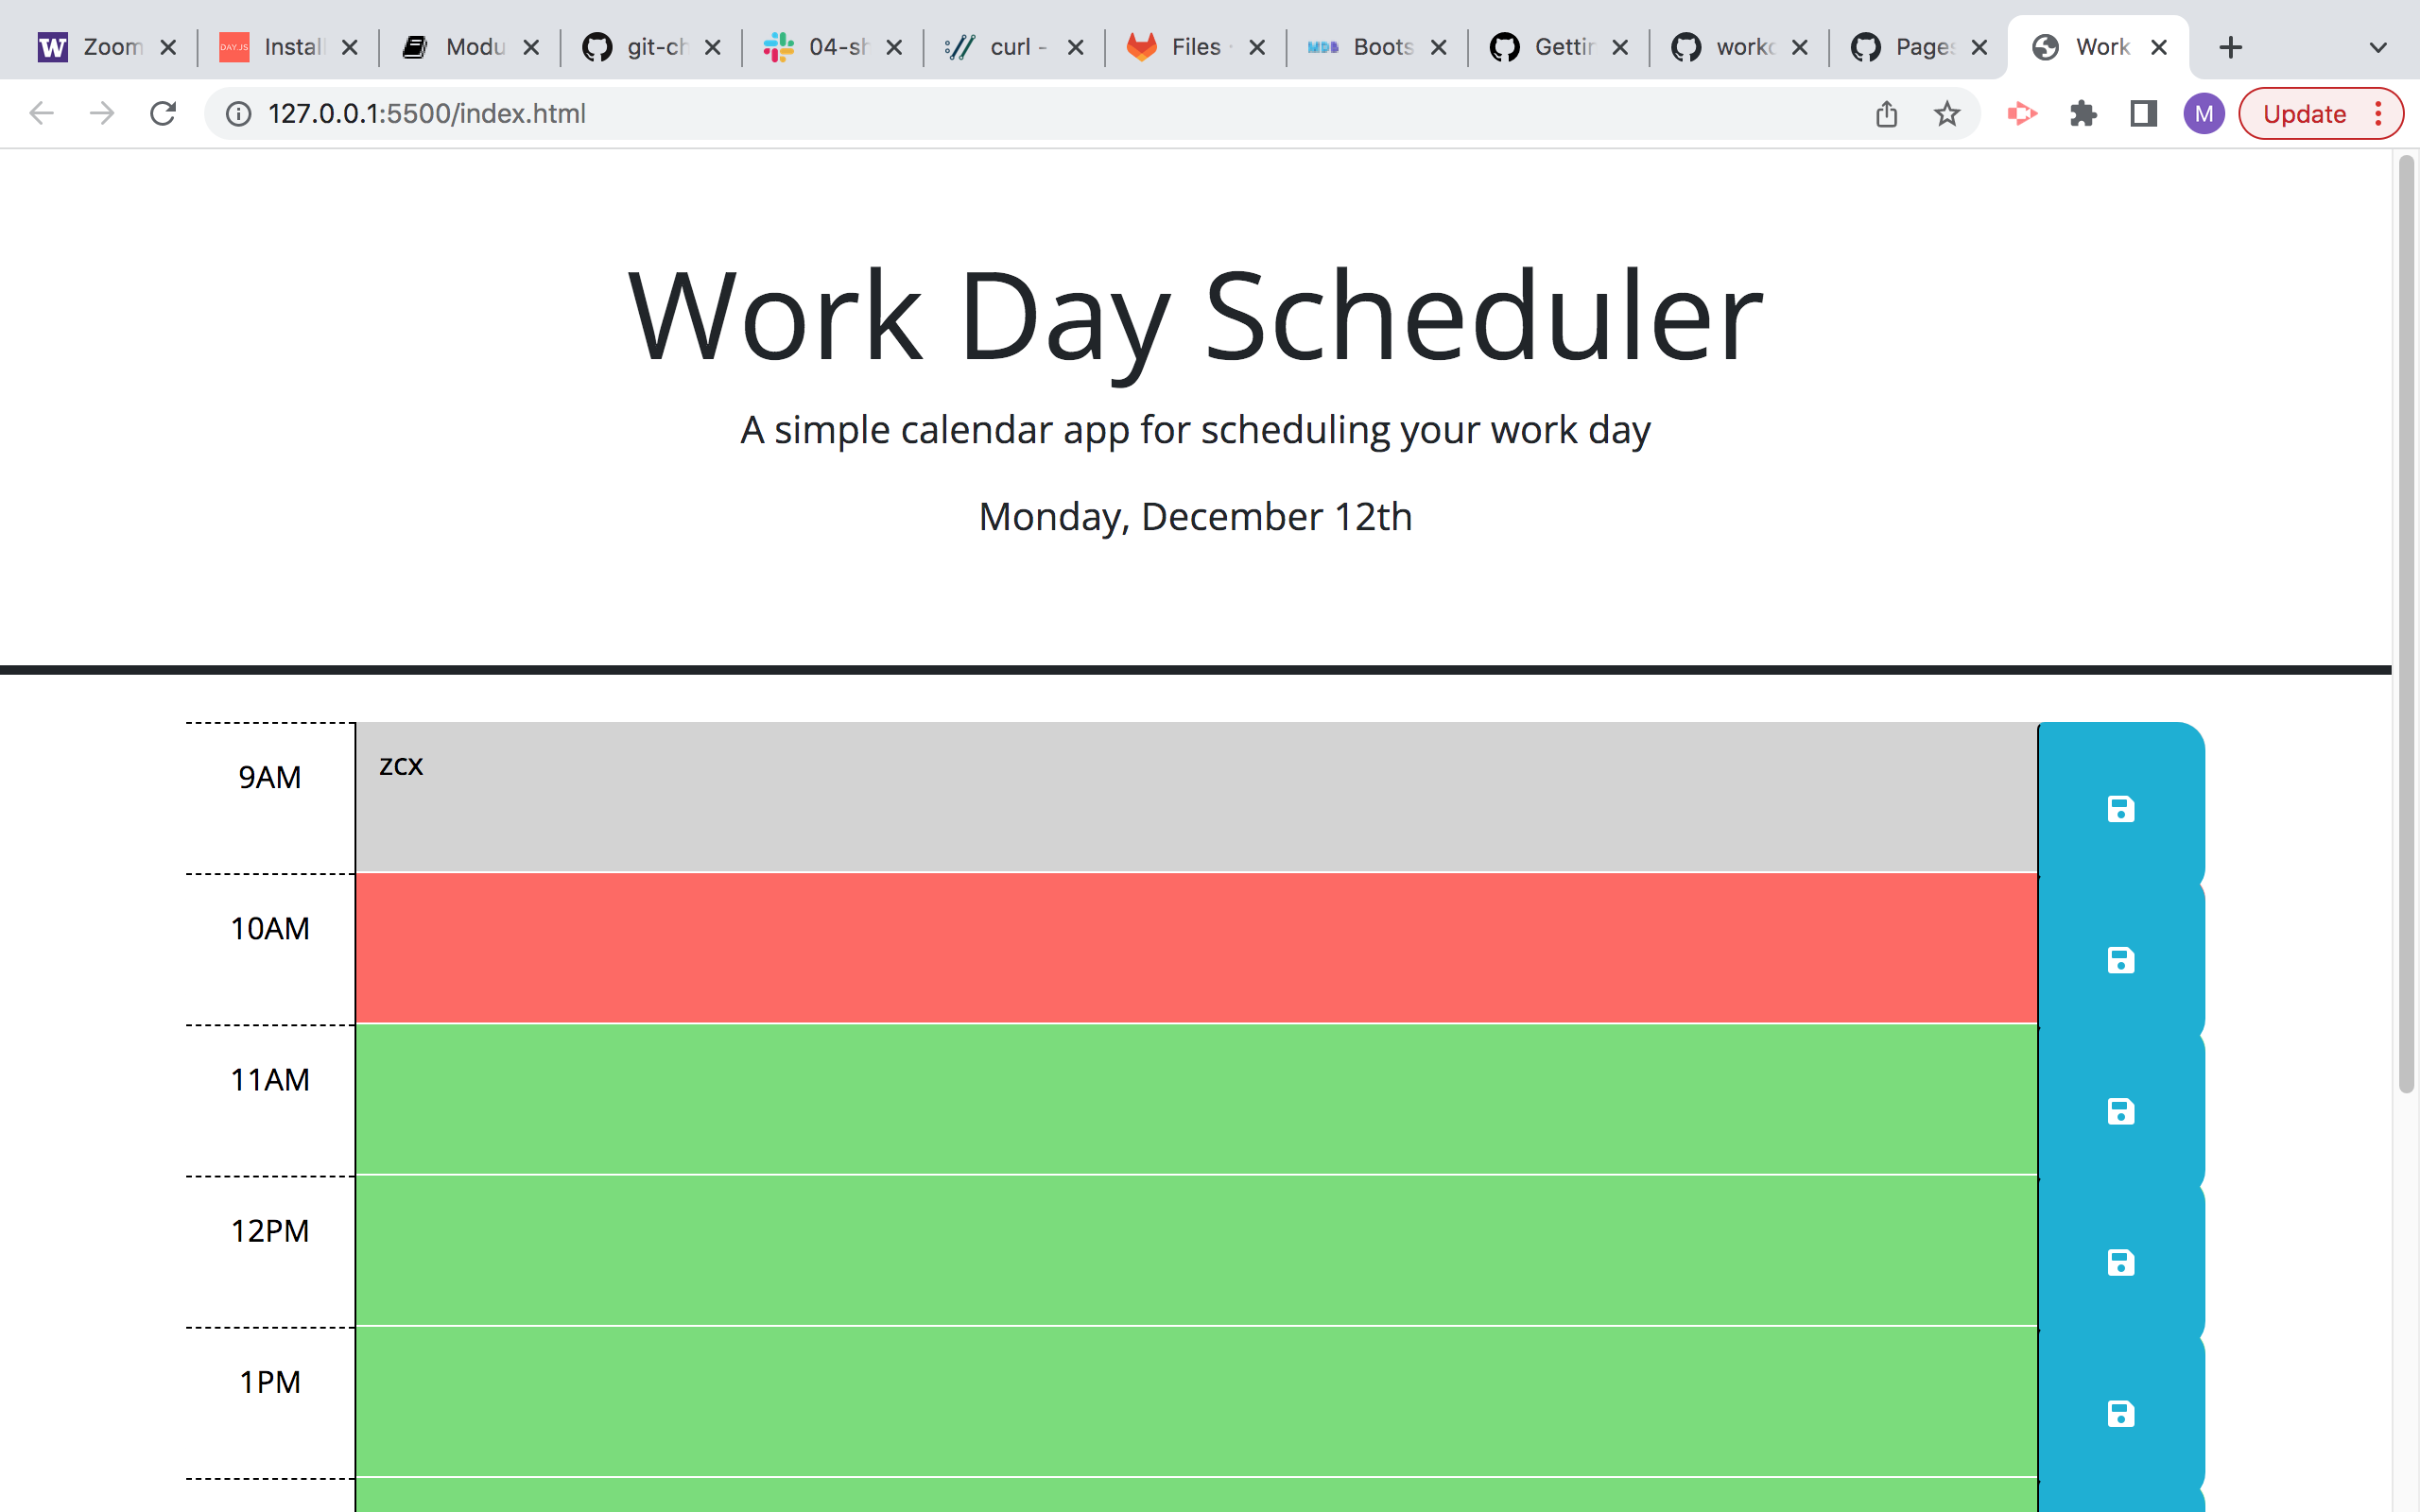 Zoom
Install
Modu
git-ch
04-sh
curl -
Files
Boots
Gettin
work
Pages
Work
127.0.0.1:5500/index.html
M
Update
Work Day Scheduler
A simple calendar app for scheduling your work day
Monday, December 12th
9AM
zcx
10AM
11AM
12PM
1PM